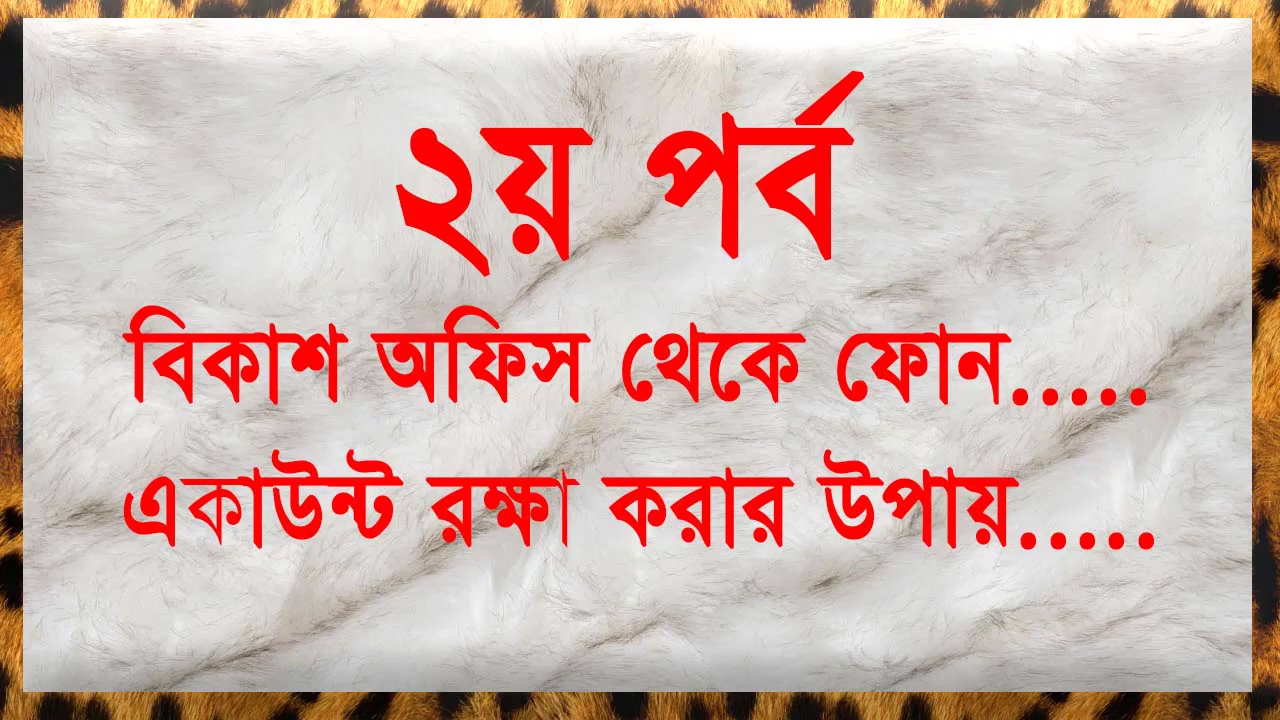 ২য় পর্ব
বিকাশ অফিস থেকে ফোন.....
একাউন্ট রক্ষা করার উপায়.....